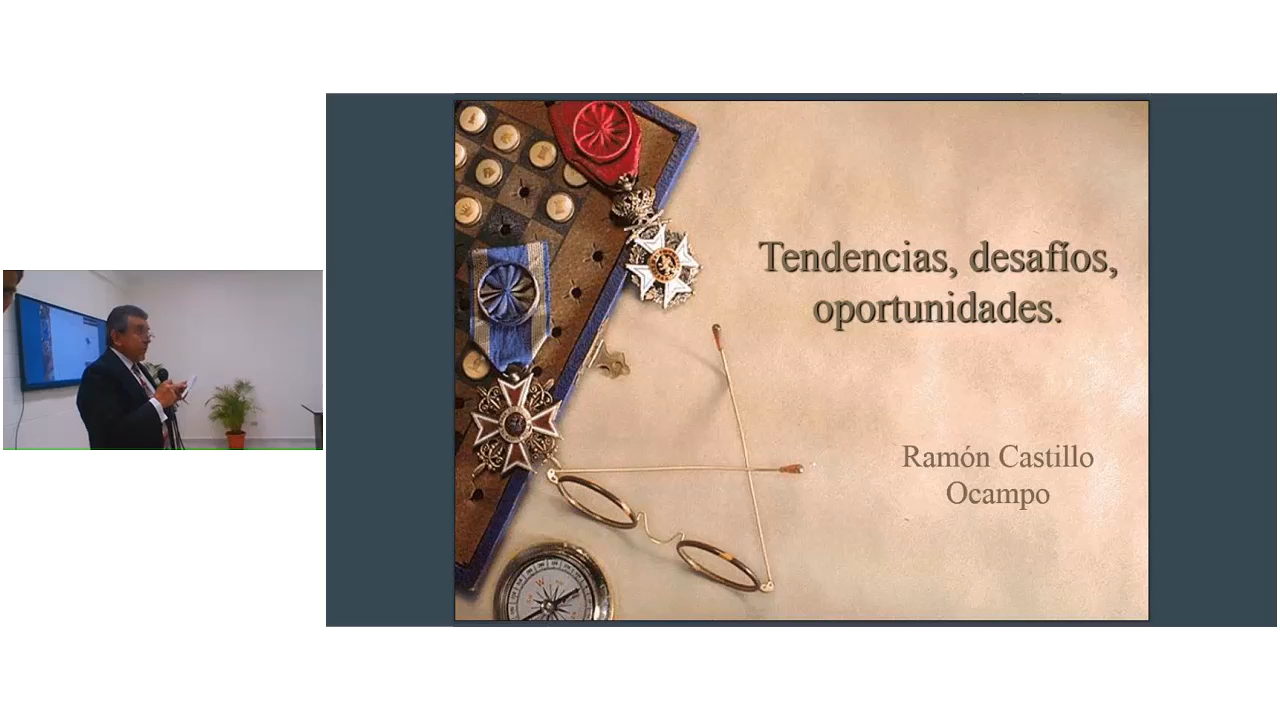 Tendencias, desafíos,
oportunidades.
Ramón Castillo
Ocampo